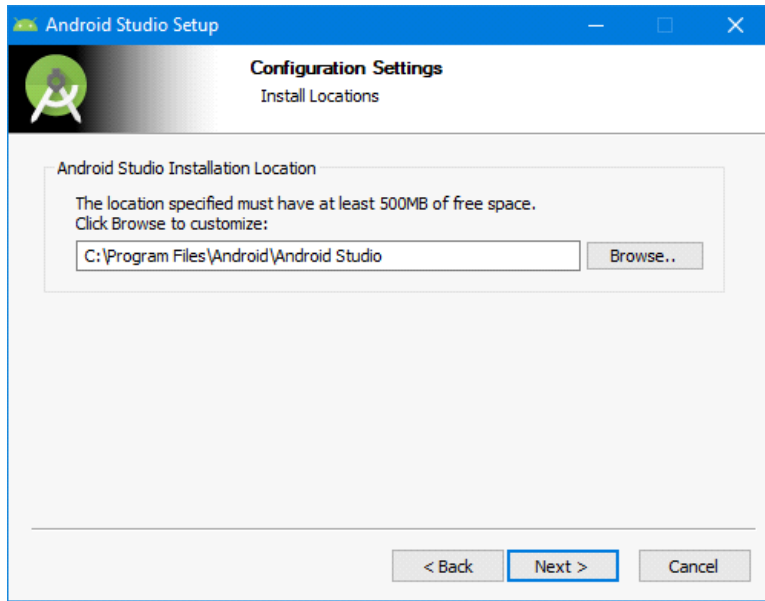 Android Studio Setup
Configuration Settings
Install Locations
Android Studio Installation Location
The location specified must have at least 500MB of free space.
Click Browse to customize:
C:\Program Files\Android\Android Studio
Browse..
< Back
Next >
Cancel